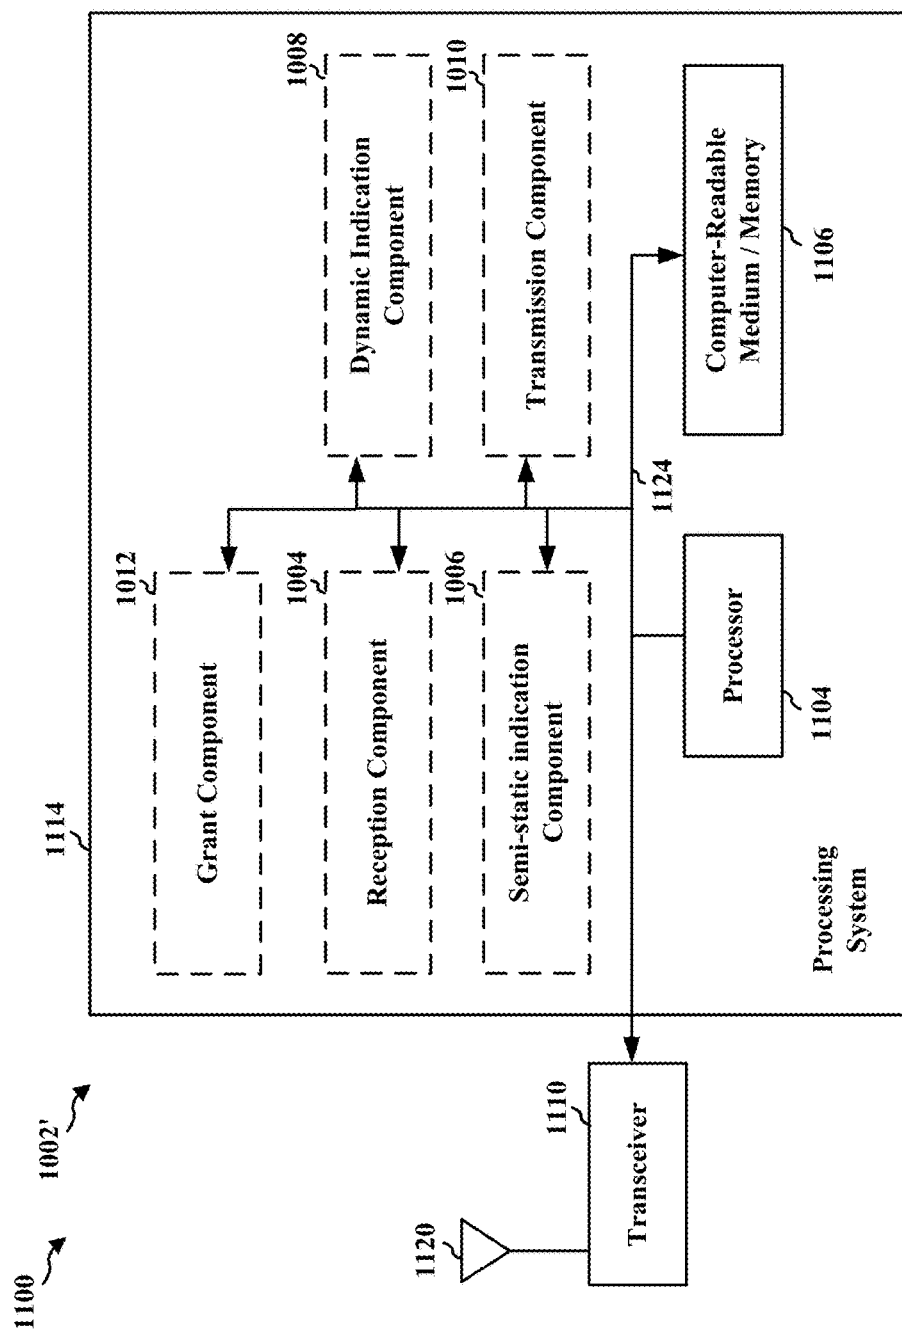 1100
1002'
1114
1012
Grant Component
1004
Reception Component
1006
Semi-static indication
Component
1008
Dynamic Indication
Component
1010
Transmission Component
1124
1120
1110
Transceiver
Processor
1104
Computer-Readable
Medium / Memory
1106
Processing
System